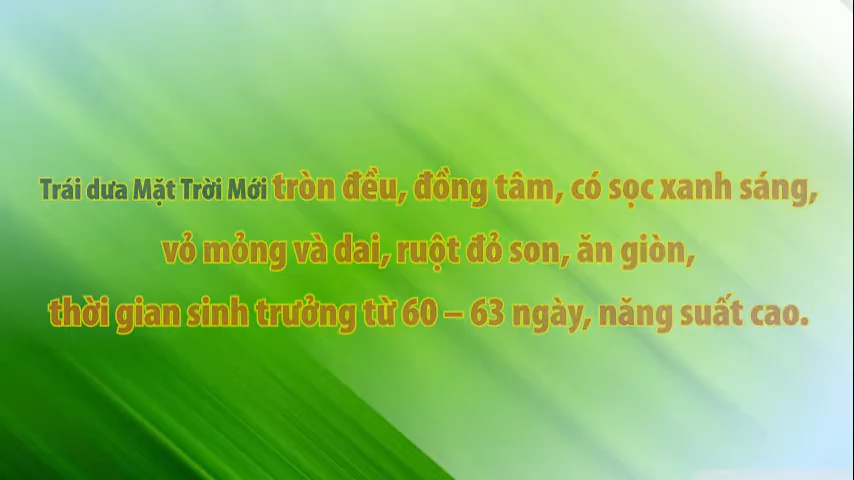 Trái dưa Mặt Trời Mới tròn đều, đồng tâm, có sọc xanh sáng,
vỏ mỏng và dai, ruột đỏ son, ăn giòn,
thời gian sinh trưởng từ 60 – 63 ngày, năng suất cao.